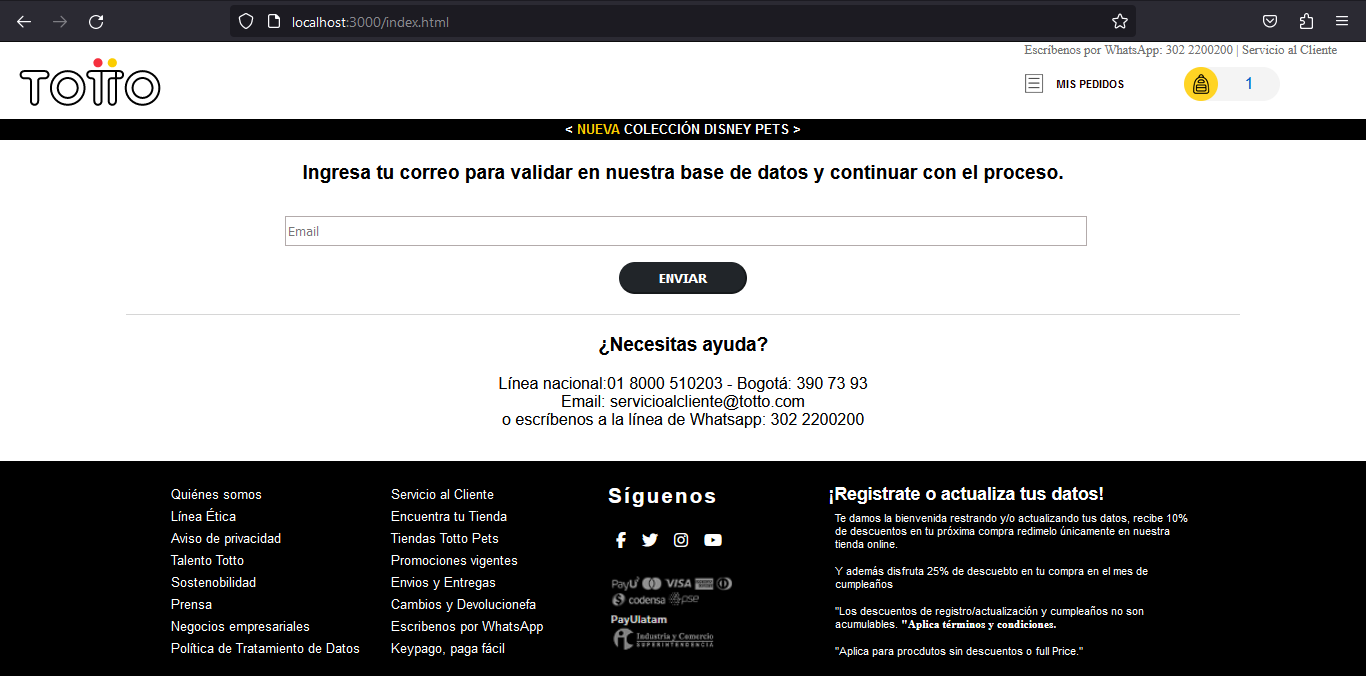 localhost:3000/index.html
Escríbenos por WhatsApp: 302 2200200 | Servicio al Cliente
TOTTO
MIS PEDIDOS
1
< NUEVA COLECCIÓN DISNEY PETS >
Ingresa tu correo para validar en nuestra base de datos y continuar con el proceso.
Email
ENVIAR
¿Necesitas ayuda?
Línea nacional:01 8000 510203 - Bogotá: 390 73 93
Email: servicioalcliente@totto.com
o escríbenos a la línea de Whatsapp: 302 2200200
Quiénes somos
Línea Ética
Aviso de privacidad
Talento Totto
Sostenibilidad
Prensa
Negocios empresariales
Política de Tratamiento de Datos
Servicio al Cliente
Encuentra tu Tienda
Tiendas Totto Pets
Promociones vigentes
Envios y Entregas
Cambios y Devolucionefa
Escribenos por WhatsApp
Keypago, paga fácil
Síguenos
PayU VISA
codensa pse
PayUlatam
Industria y Comercio
SUPERINTENDENCIA
¡Registrate o actualiza tus datos!
Te damos la bienvenida restrando y/o actualizando tus datos, recibe 10%
de descuentos en tu próxima compra redimelo únicamente en nuestra
tienda online.
Y además disfruta 25% de descuebto en tu compra en el mes de
cumpleaños
"Los descuentos de registro/actualización y cumpleaños no son
acumulables. "Aplica términos y condiciones.
"Aplica para procdutos sin descuentos o full Price."